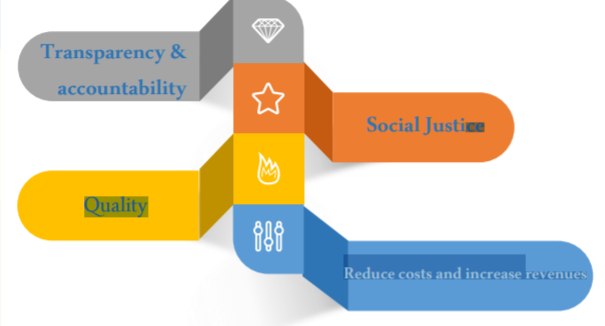 Transparency &
accountability
Social Justice
Quality
Reduce costs and increase revenues